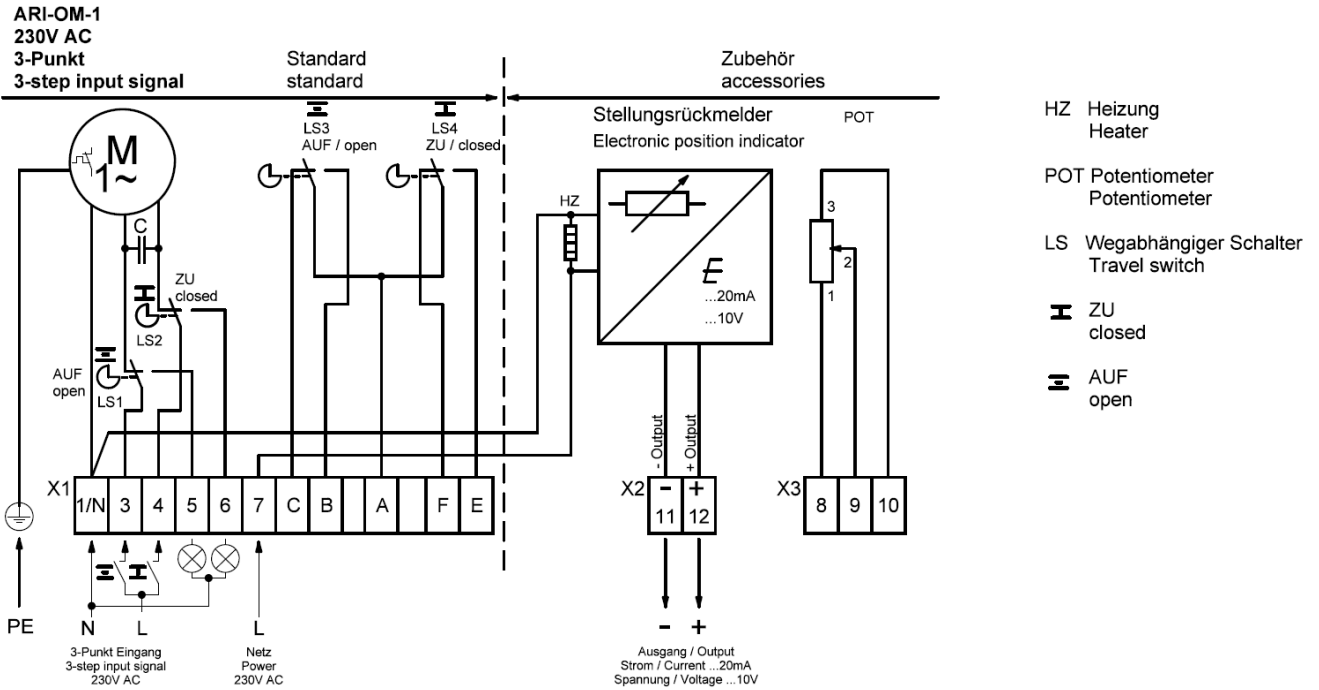 ARI-OM-1
230V AC
3-Punkt
3-step input signal
Standard
standard
Zubehör
accessories
M
1~
C
ZU
closed
LS2
AUF
open
LS1
LS3
AUF / open
LS4
ZU / closed
HZ
Stellungsrückmelder
Electronic position indicator
E
...20mA
...10V
POT
3
2
1
- Output
+ Output
X1
1/N 3 4 5 6 7 C B A F E
X2
- +
11 12
X3
8 9 10
PE
N L
3-Punkt Eingang
3-step input signal
230V AC
L
Netz
Power
230V AC
- +
Ausgang / Output
Strom / Current ...20mA
Spannung / Voltage ...10V
HZ Heizung
Heater
POT Potentiometer
Potentiometer
LS Wegabhängiger Schalter
Travel switch
ZU
closed
AUF
open